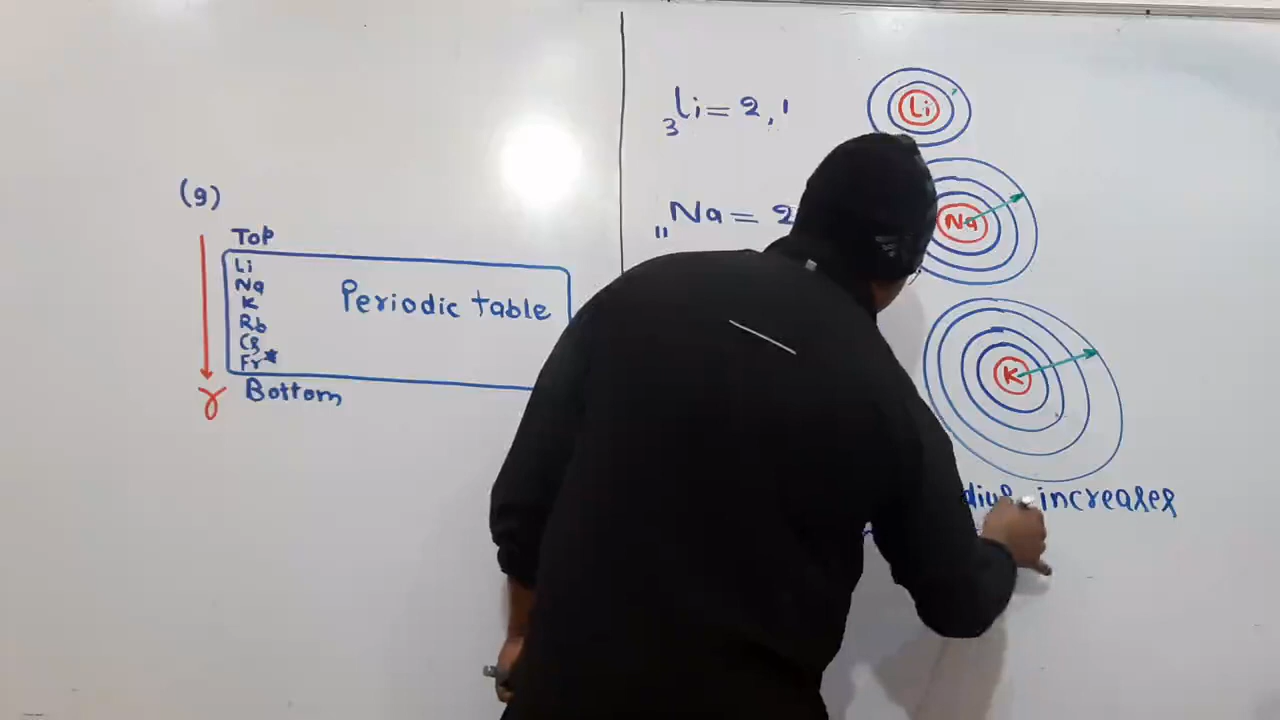 (9)
Top
Li
Na
K
Rb
Cs
Fr*
Periodic table
Bottom
γ
₃Li = 2, 1
₁₁Na = 2
Li
Na
K
increases